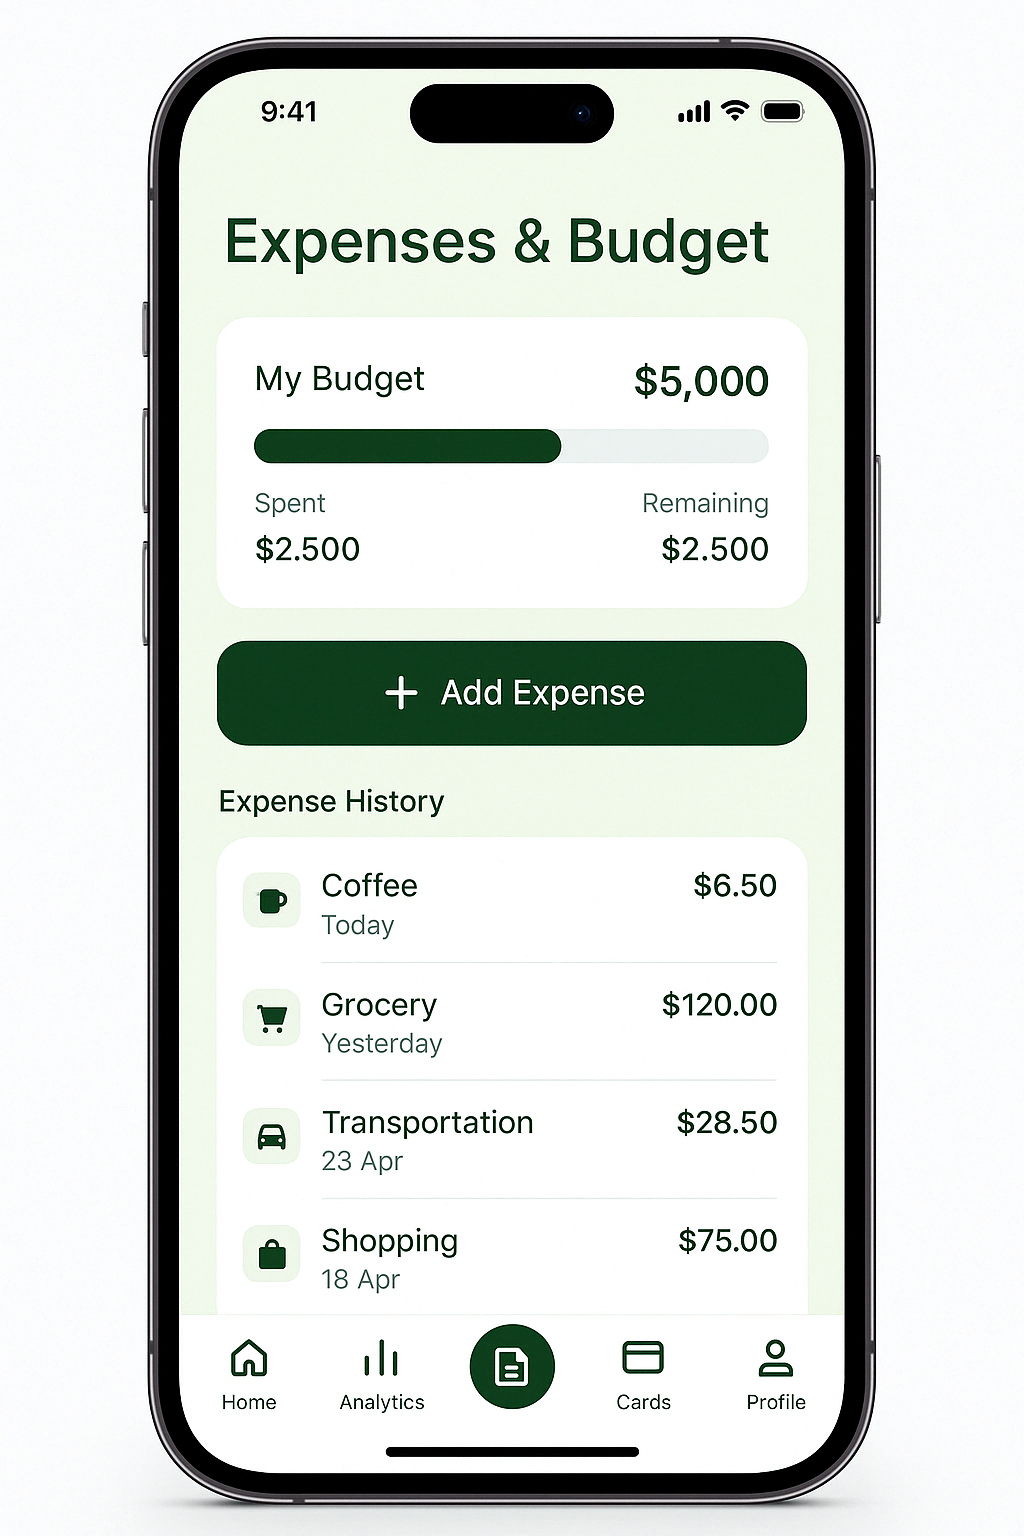 9:41
Expenses & Budget
My Budget $5,000
Spent Remaining
$2.500 $2.500
+ Add Expense
Expense History
Coffee $6.50
Today
Grocery $120.00
Yesterday
Transportation $28.50
23 Apr
Shopping $75.00
18 Apr
Home Analytics Cards Profile